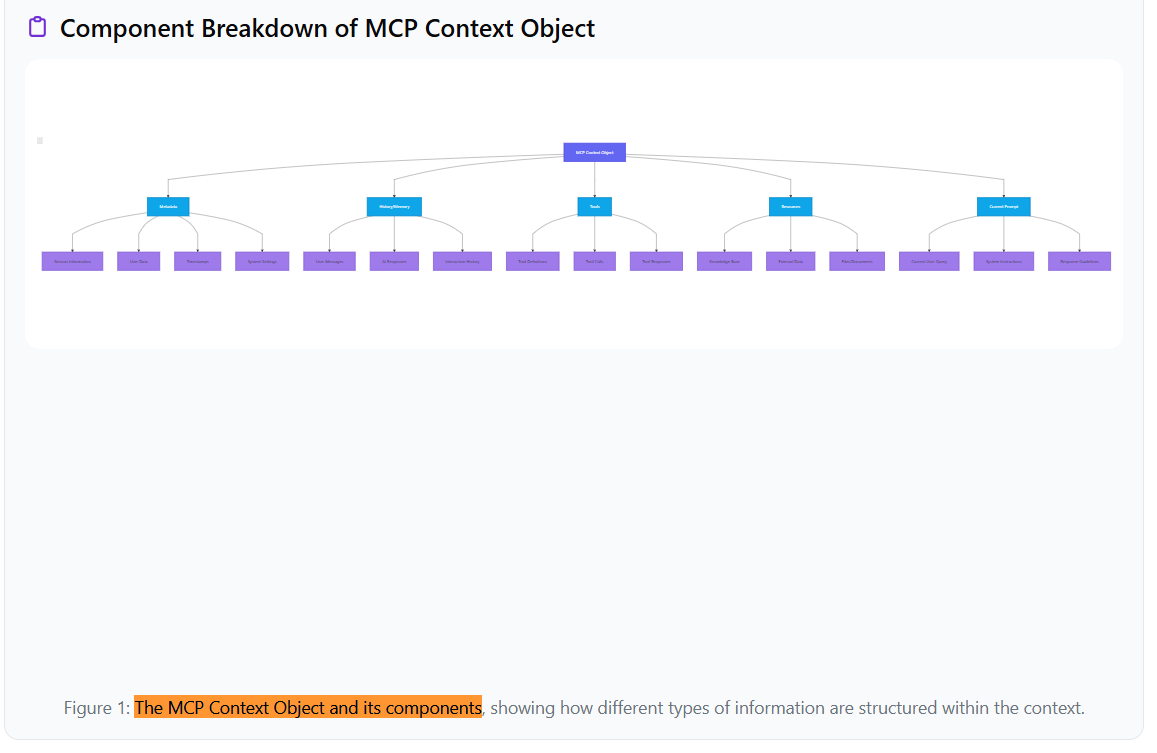 Component Breakdown of MCP Context Object
MCP Context Object
Metadata
History/Memory
Tools
Resources
Current Prompt
Session Information
User Data
Timestamps
System Settings
User Messages
AI Responses
Interaction History
Tool Definitions
Tool Calls
Tool Responses
Knowledge Base
External Data
Files/Documents
Current User Query
System Instructions
Response Guidelines
Figure 1: The MCP Context Object and its components, showing how different types of information are structured within the context.